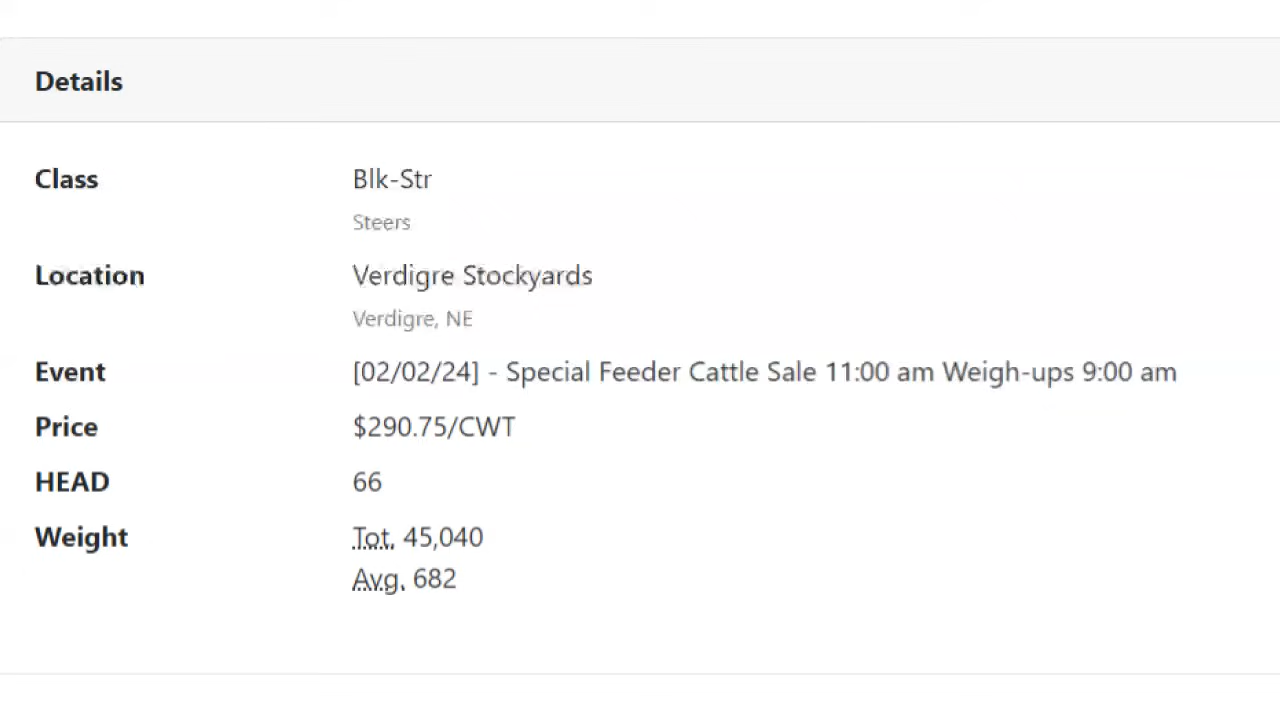 Details
Class Blk-Str
Steers
Location Verdigre Stockyards
Verdigre, NE
Event [02/02/24] - Special Feeder Cattle Sale 11:00 am Weigh-ups 9:00 am
Price $290.75/CWT
HEAD 66
Weight Tot. 45,040
Avg. 682